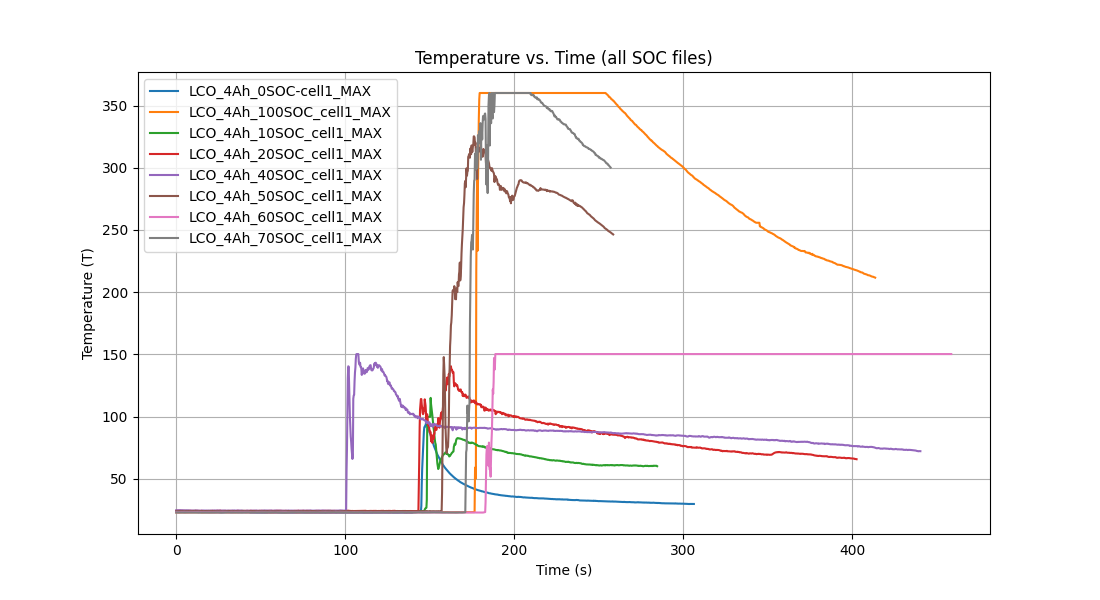 Temperature vs. Time (all SOC files)
LCO_4Ah_0SOC-cell1_MAX
LCO_4Ah_100SOC_cell1_MAX
LCO_4Ah_10SOC_cell1_MAX
LCO_4Ah_20SOC_cell1_MAX
LCO_4Ah_40SOC_cell1_MAX
LCO_4Ah_50SOC_cell1_MAX
LCO_4Ah_60SOC_cell1_MAX
LCO_4Ah_70SOC_cell1_MAX
Temperature (T)
350
300
250
200
150
100
50
0 100 200 300 400
Time (s)